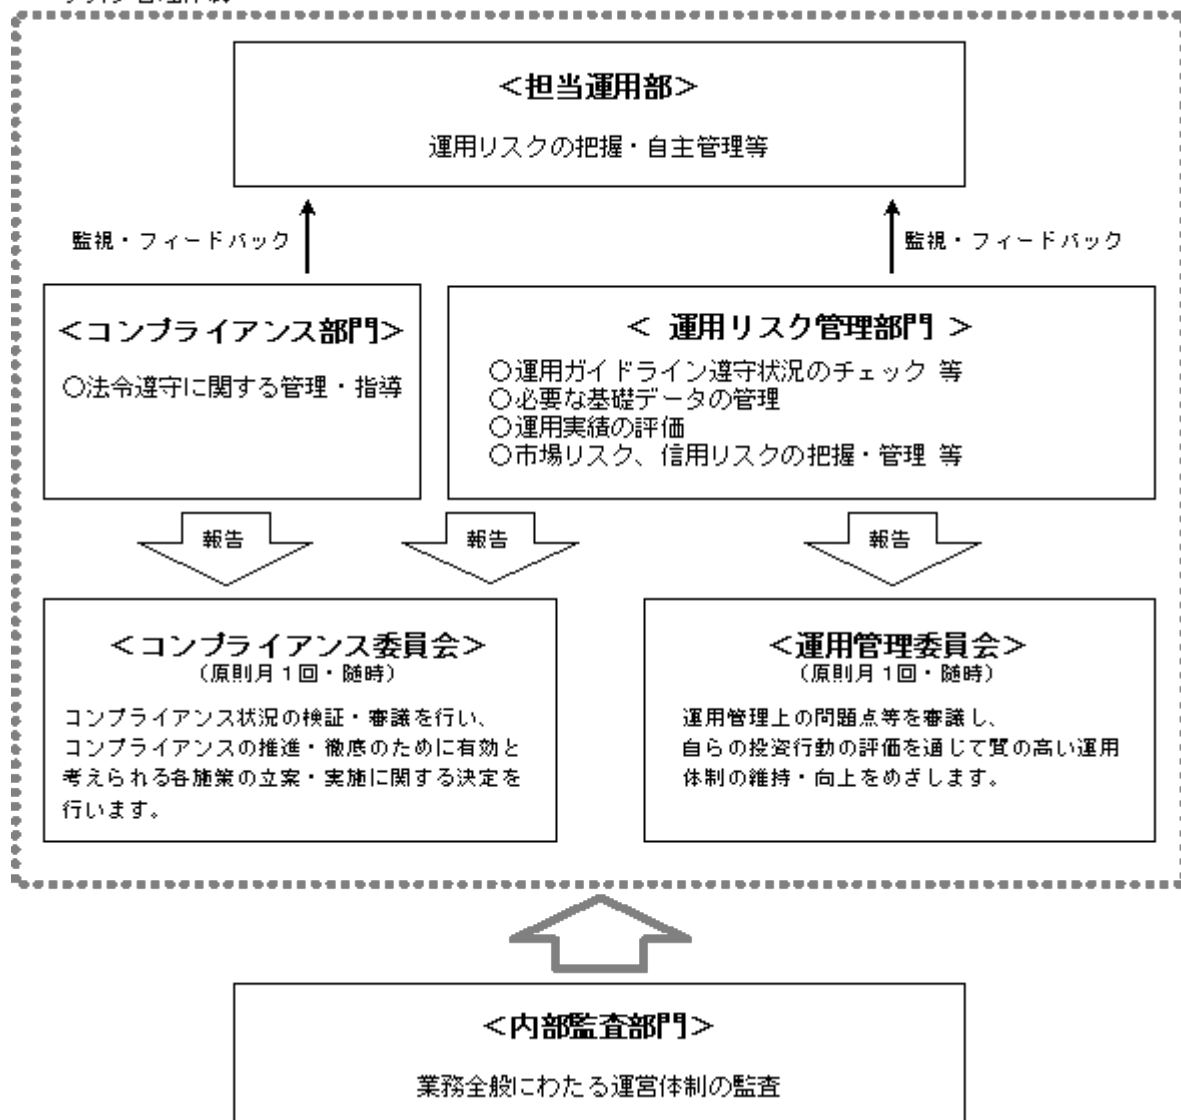 ＜担当運用部＞
運用リスクの把握・自主管理等
監視・フィードバック
監視・フィードバック
＜コンプライアンス部門＞
○法令遵守に関する管理・指導
＜ 運用リスク管理部門 ＞
○運用ガイドライン遵守状況のチェック 等
○必要な基礎データの管理
○運用実績の評価
○市場リスク、信用リスクの把握・管理 等
報告
報告
報告
＜コンプライアンス委員会＞
（原則月１回・随時）
コンプライアンス状況の検証・審議を行い、
コンプライアンスの推進・徹底のために有効と
考えられる各施策の立案・実施に関する決定を
行います。
＜運用管理委員会＞
（原則月１回・随時）
運用管理上の問題点等を審議し、
自らの投資行動の評価を通じて質の高い運用
体制の維持・向上をめざします。
＜内部監査部門＞
業務全般にわたる運営体制の監査